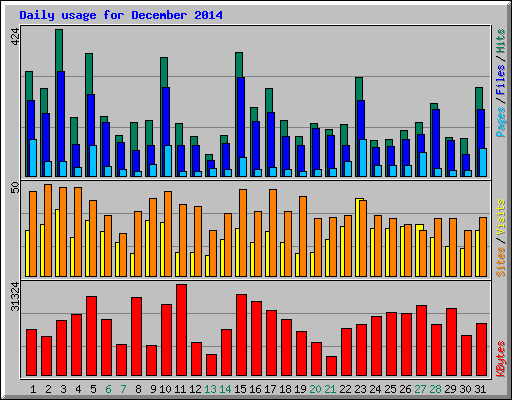 Daily usage for December 2014
424
Pages / Files / Hits
50
Sites / Visits
31324
KBytes
1 2 3 4 5 6 7 8 9 10 11 12 13 14 15 16 17 18 19 20 21 22 23 24 25 26 27 28 29 30 31